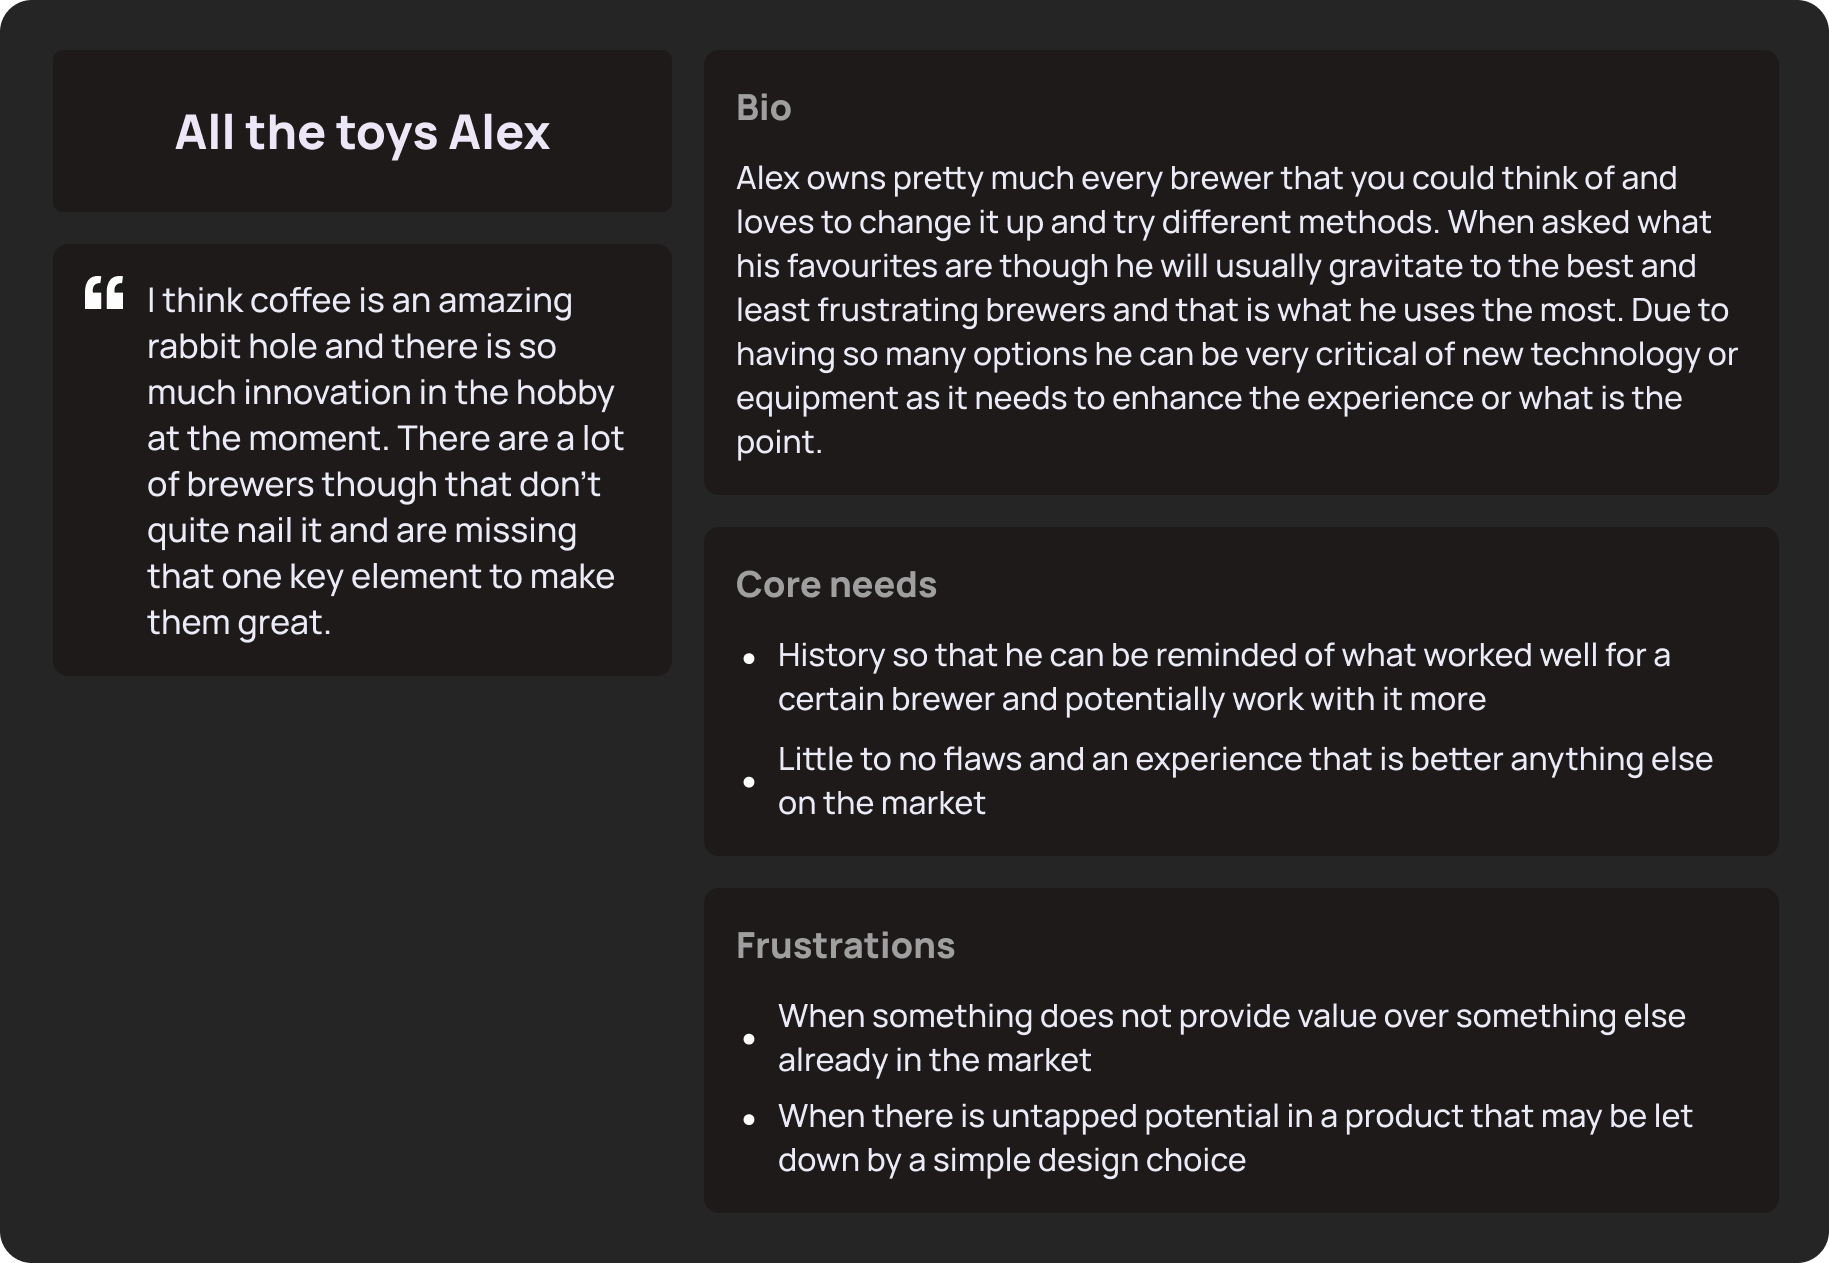 All the toys Alex
“
I think coffee is an amazing
rabbit hole and there is so
much innovation in the hobby
at the moment. There are a lot
of brewers though that don’t
quite nail it and are missing
that one key element to make
them great.
Bio
Alex owns pretty much every brewer that you could think of and
loves to change it up and try different methods. When asked what
his favourites are though he will usually gravitate to the best and
least frustrating brewers and that is what he uses the most. Due to
having so many options he can be very critical of new technology or
equipment as it needs to enhance the experience or what is the
point.
Core needs
• History so that he can be reminded of what worked well for a
certain brewer and potentially work with it more
• Little to no flaws and an experience that is better anything else
on the market
Frustrations
• When something does not provide value over something else
already in the market
• When there is untapped potential in a product that may be let
down by a simple design choice